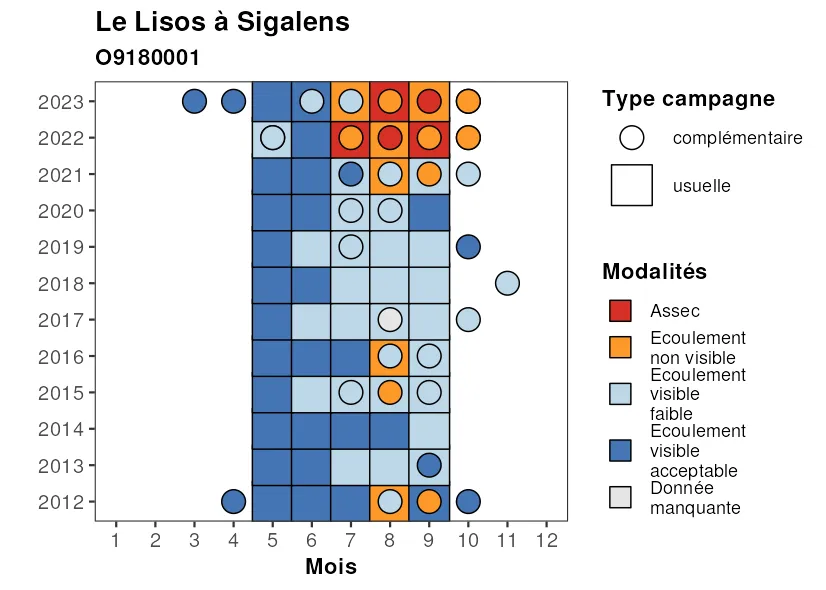 Le Lisos à Sigalens
O9180001
2023
2022
2021
2020
2019
2018
2017
2016
2015
2014
2013
2012
1 2 3 4 5 6 7 8 9 10 11 12
Mois
Type campagne
complémentaire
usuelle
Modalités
Assec
Ecoulement
non visible
Ecoulement
visible
faible
Ecoulement
visible
acceptable
Donnée
manquante